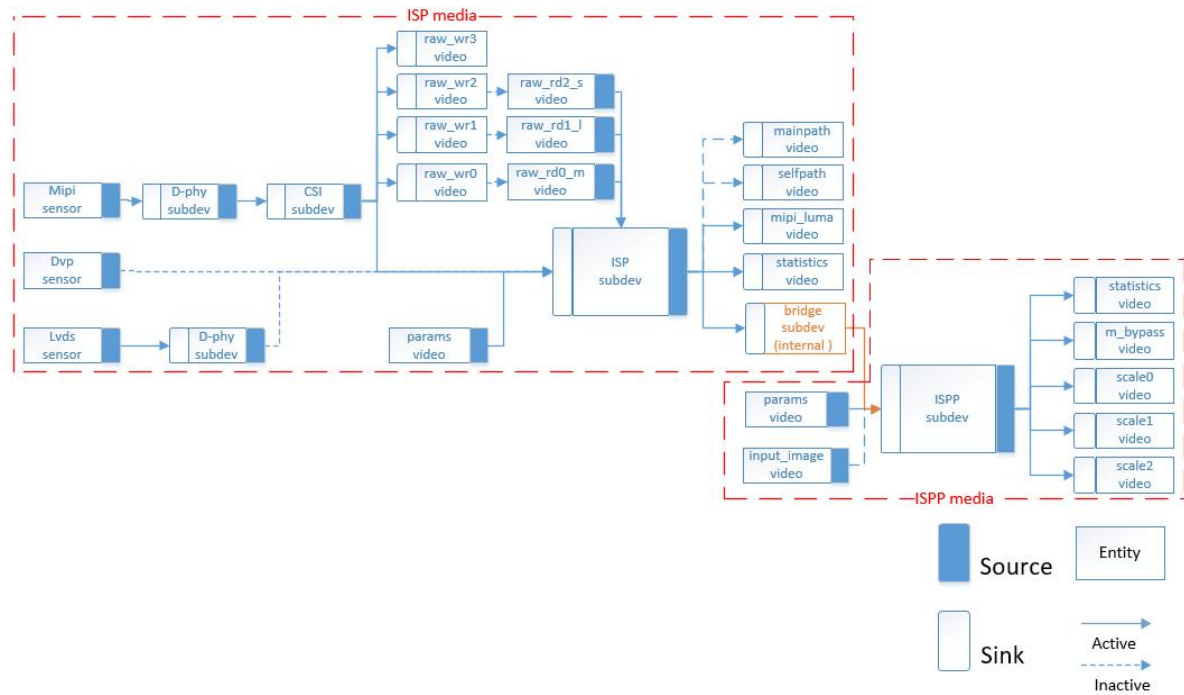 ISP media
raw_wr3
video
raw_wr2
video
raw_rd2_s
video
raw_wr1
video
raw_rd1_l
video
raw_wr0
video
raw_rd0_m
video
Mipi
sensor
D-phy
subdev
CSI
subdev
Dvp
sensor
Lvds
sensor
D-phy
subdev
params
video
ISP
subdev
mainpath
video
selfpath
video
mipi_luma
video
statistics
video
bridge
subdev
(internal )
params
video
input_image
video
ISPP
subdev
statistics
video
m_bypass
video
scale0
video
scale1
video
scale2
video
ISPP media
Source
Entity
Sink
Active
Inactive